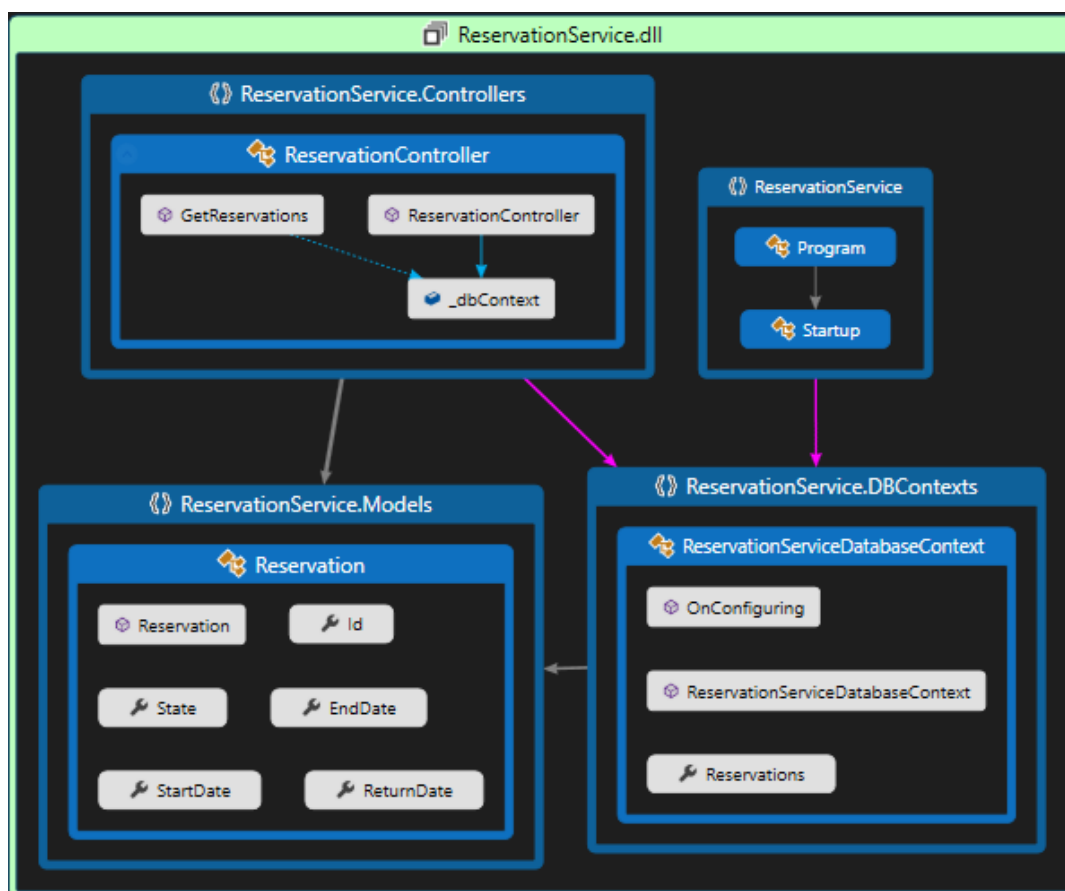 ReservationService.dll
ReservationService.Controllers
ReservationController
GetReservations
ReservationController
_dbContext
ReservationService
Program
Startup
ReservationService.Models
Reservation
Reservation
Id
State
EndDate
StartDate
ReturnDate
ReservationService.DBContexts
ReservationServiceDatabaseContext
OnConfiguring
ReservationServiceDatabaseContext
Reservations